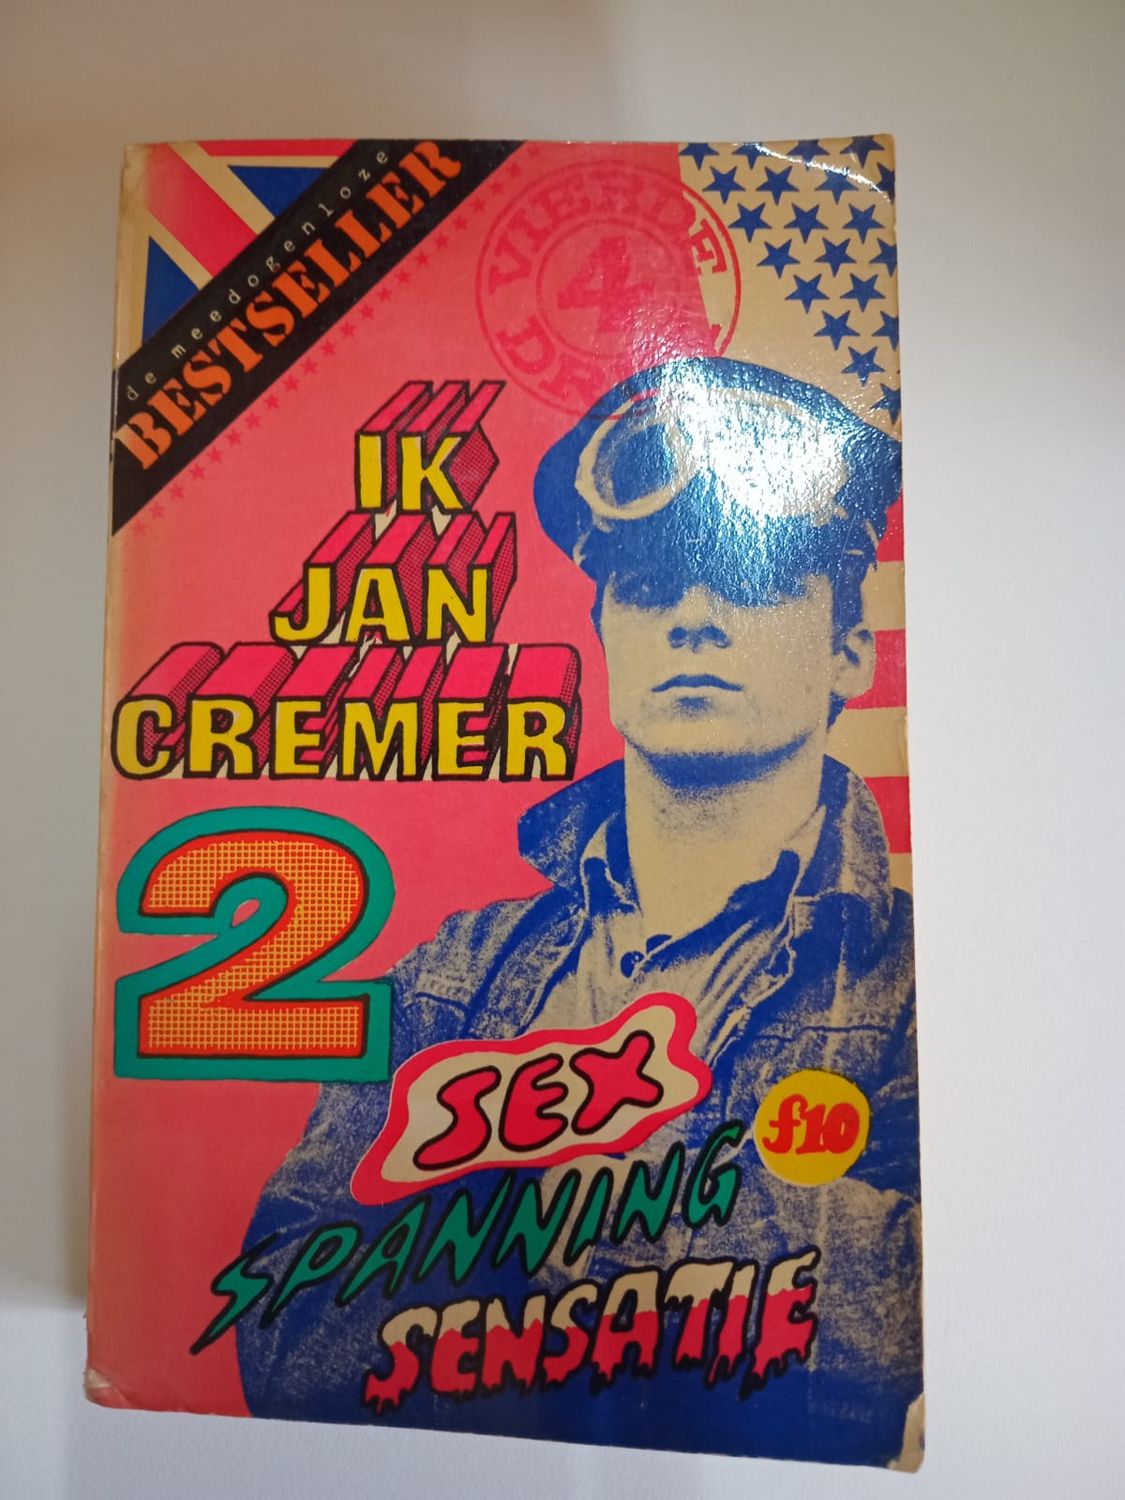 de meedogenloze
BESTSELLER
VIERDE
4
IK
JAN
CREMER
2
SEX
f10
SPANNING
SENSATIE